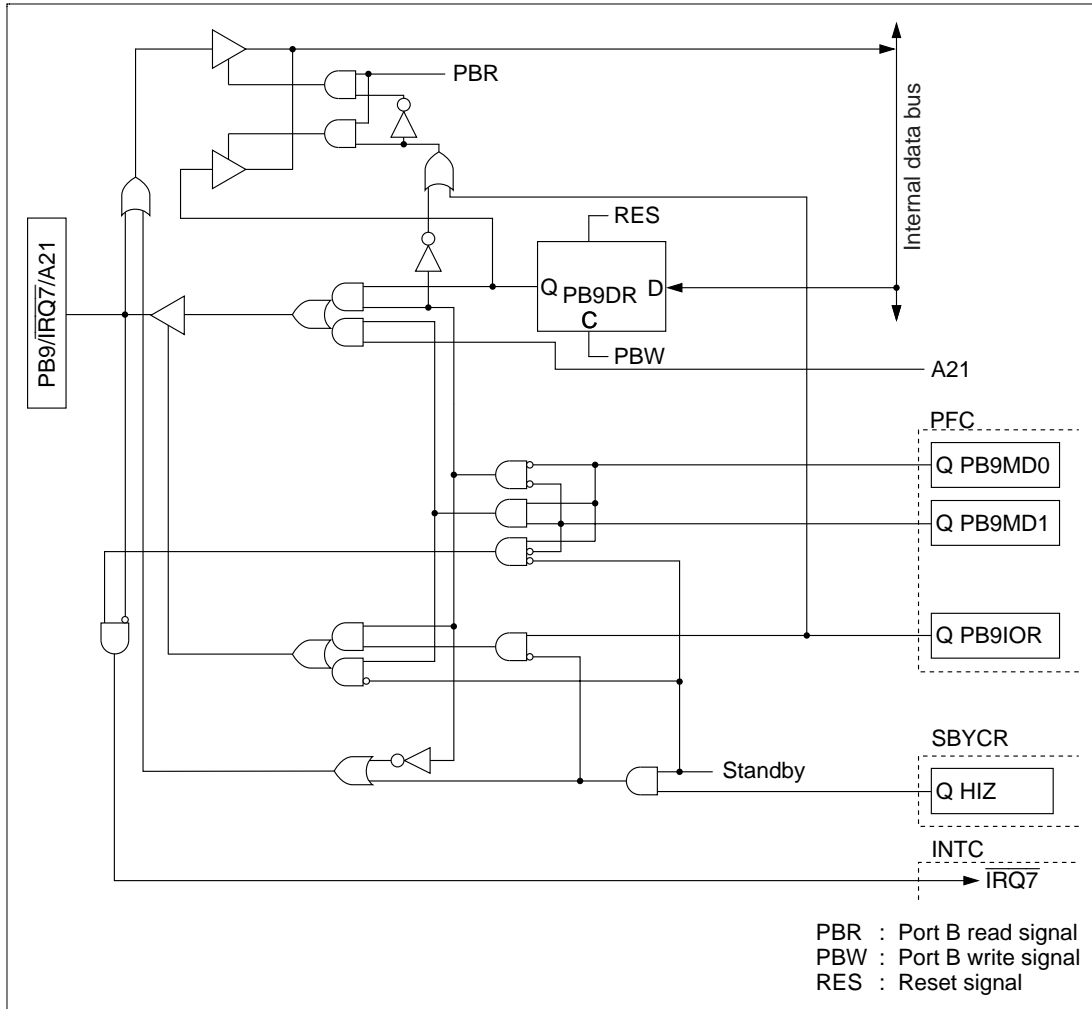 PBR
Internal data bus
PB9/IRQ7/A21
RES
Q
PB9DR
D
C
PBW
A21
PFC
Q PB9MD0
Q PB9MD1
Q PB9IOR
SBYCR
Standby
Q HIZ
INTC
IRQ7
PBR : Port B read signal
PBW : Port B write signal
RES : Reset signal